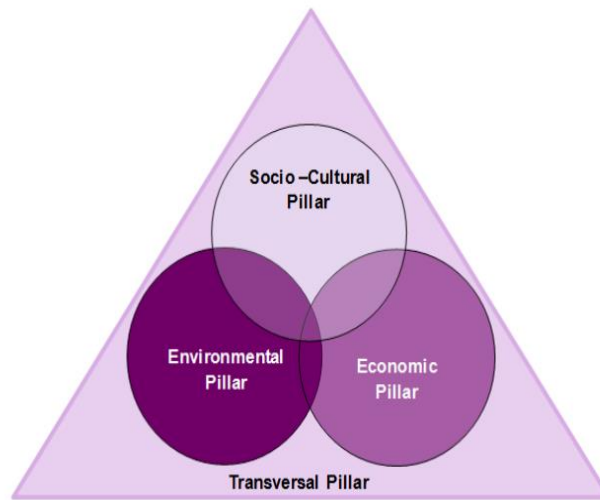 Socio –Cultural
Pillar
Environmental
Pillar
Economic
Pillar
Transversal Pillar